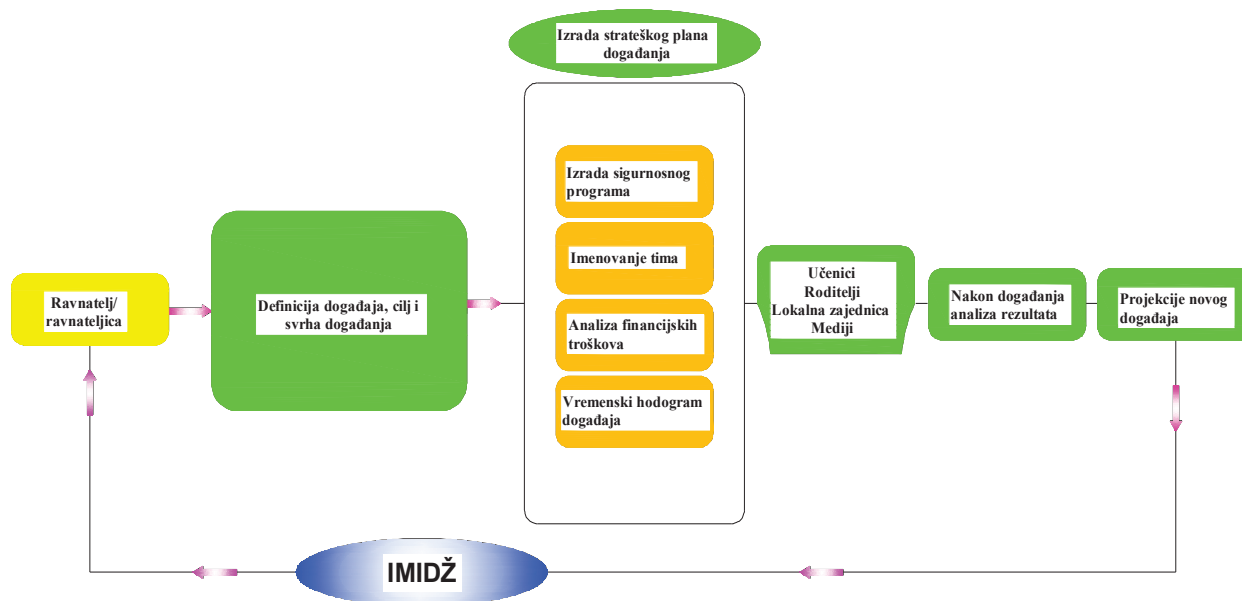 Izrada strateškog plana
događanja
Izrada sigurnosnog
programa
Imenovanje tima
Analiza financijskih
troškova
Vremenski hodogram
događaja
Ravnatelj/
ravnateljica
Definicija događaja, cilj i
svrha događanja
Učenici
Roditelji
Lokalna zajednica
Mediji
Nakon događanja
analiza rezultata
Projekcije novog
događaja
IMIDŽ